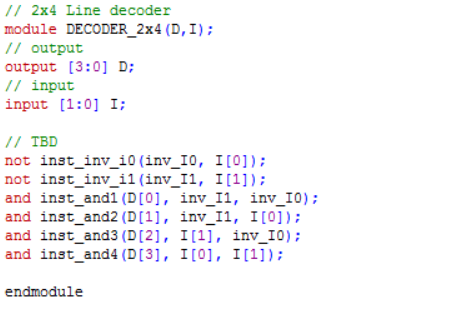 // 2x4 Line decoder
module DECODER_2x4(D,I);
// output
output [3:0] D;
// input
input [1:0] I;
// TBD
not inst_inv_i0(inv_I0, I[0]);
not inst_inv_i1(inv_I1, I[1]);
and inst_and1(D[0], inv_I1, inv_I0);
and inst_and2(D[1], inv_I1, I[0]);
and inst_and3(D[2], I[1], inv_I0);
and inst_and4(D[3], I[0], I[1]);
endmodule